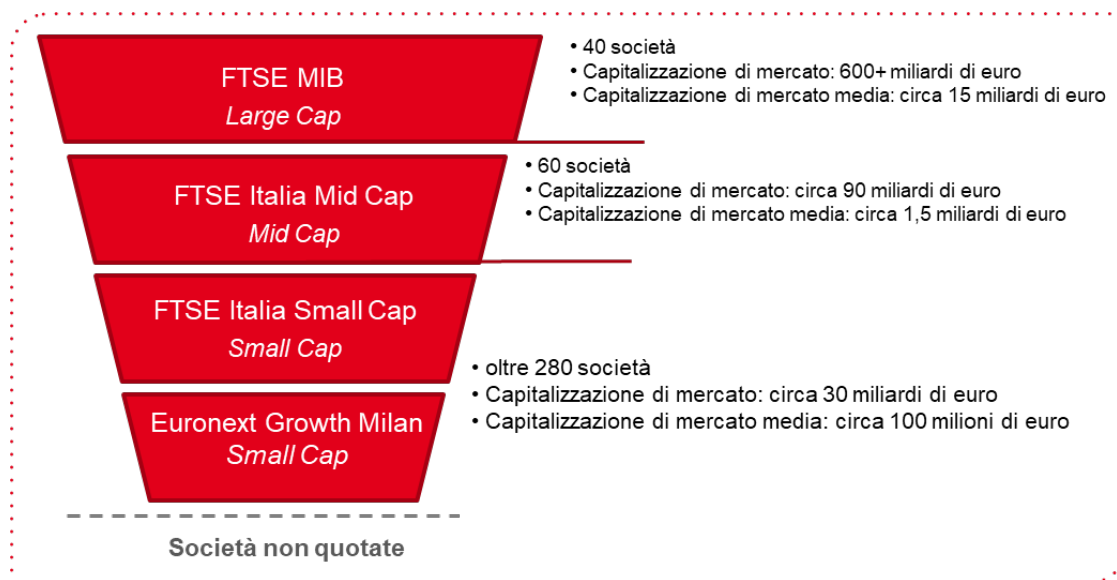 FTSE MIB
Large Cap
• 40 società
• Capitalizzazione di mercato: 600+ miliardi di euro
• Capitalizzazione di mercato media: circa 15 miliardi di euro
FTSE Italia Mid Cap
Mid Cap
• 60 società
• Capitalizzazione di mercato: circa 90 miliardi di euro
• Capitalizzazione di mercato media: circa 1,5 miliardi di euro
FTSE Italia Small Cap
Small Cap
Euronext Growth Milan
Small Cap
• oltre 280 società
• Capitalizzazione di mercato: circa 30 miliardi di euro
• Capitalizzazione di mercato media: circa 100 milioni di euro
Società non quotate